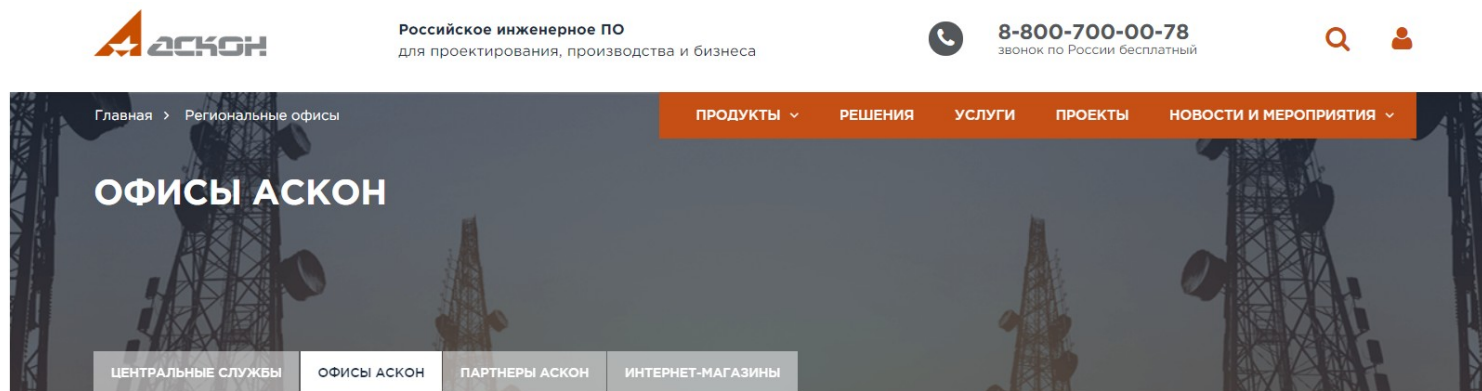 АСКОН
Российское инженерное ПО
для проектирования, производства и бизнеса
8-800-700-00-78
звонок по России бесплатный
Главная > Региональные офисы
ПРОДУКТЫ
РЕШЕНИЯ
УСЛУГИ
ПРОЕКТЫ
НОВОСТИ И МЕРОПРИЯТИЯ
ОФИСЫ АСКОН
ЦЕНТРАЛЬНЫЕ СЛУЖБЫ
ОФИСЫ АСКОН
ПАРТНЕРЫ АСКОН
ИНТЕРНЕТ-МАГАЗИНЫ